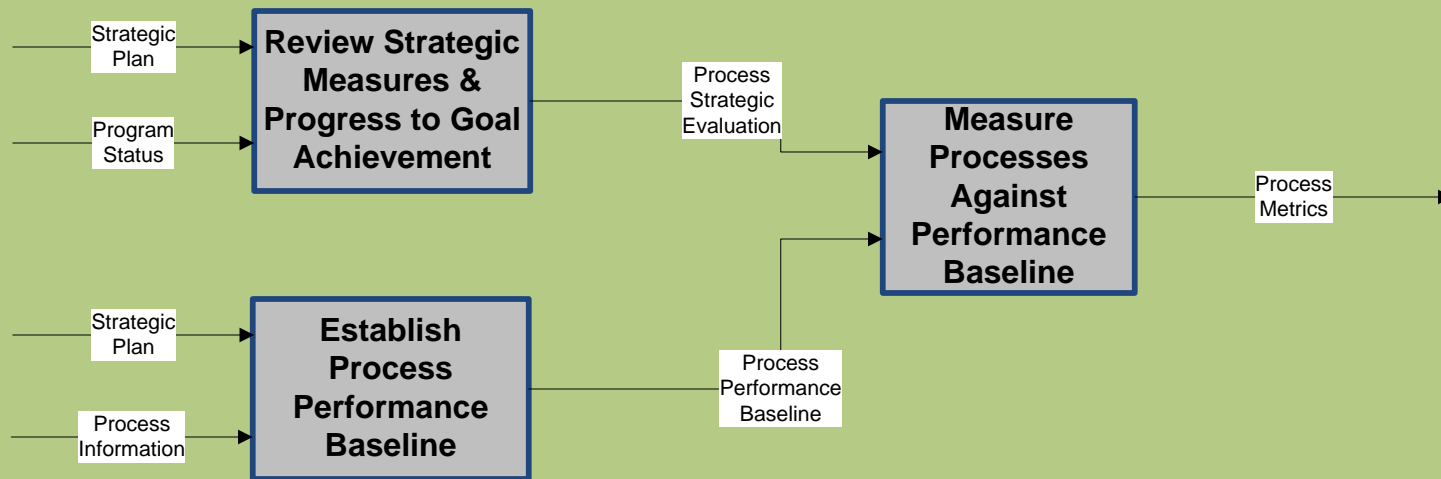 Strategic
Plan
Program
Status
Review Strategic
Measures &
Progress to Goal
Achievement
Process
Strategic
Evaluation
Strategic
Plan
Process
Information
Establish
Process
Performance
Baseline
Process
Performance
Baseline
Measure
Processes
Against
Performance
Baseline
Process
Metrics